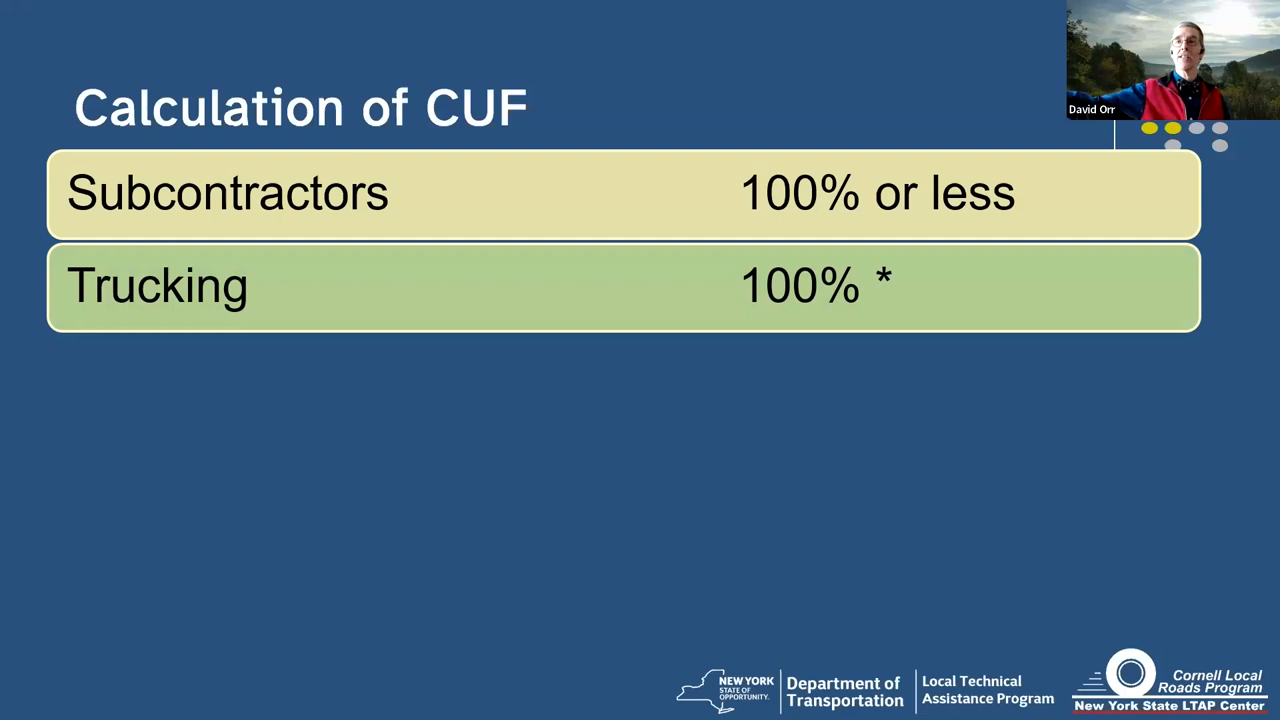 David Orr
Calculation of CUF
Subcontractors 100% or less
Trucking 100% *
NEW YORK
STATE OF
OPPORTUNITY.
Department of
Transportation
Local Technical
Assistance Program
Cornell Local
Roads Program
New York State LTAP Center